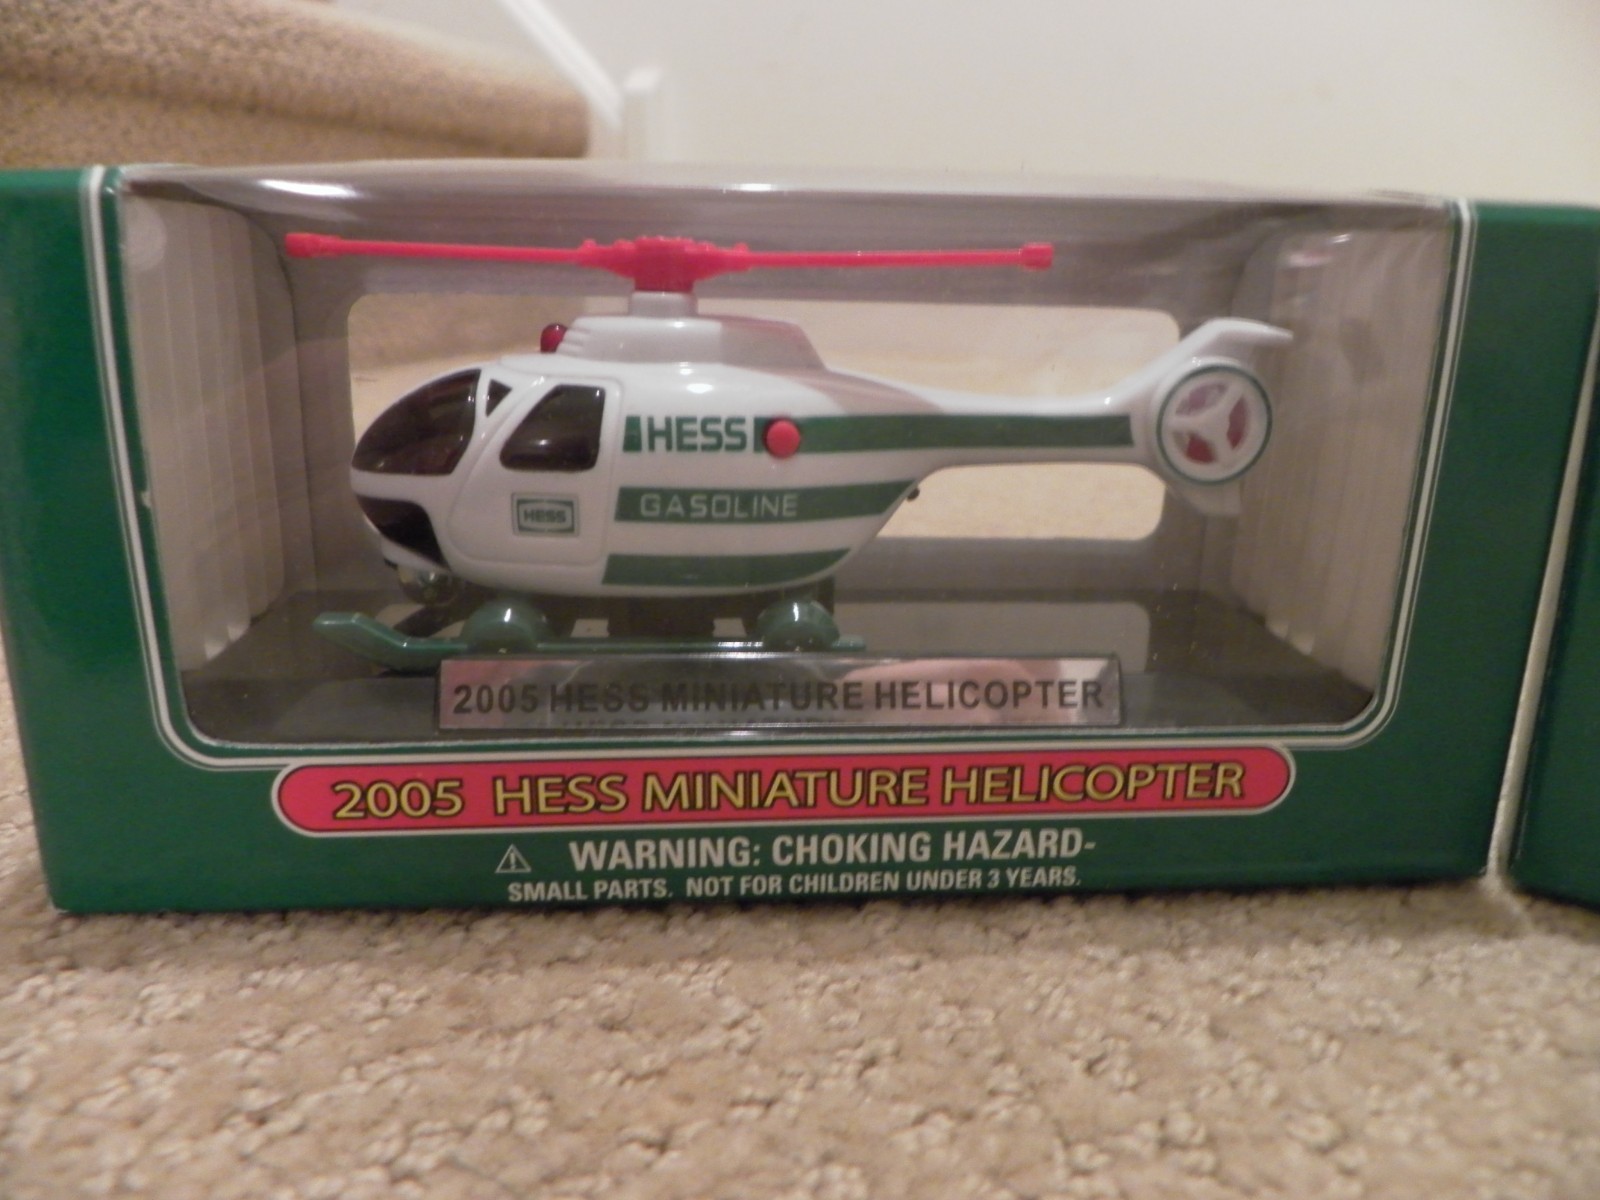 HESS
GASOLINE
HESS
2005 HESS MINIATURE HELICOPTER
2005 HESS MINIATURE HELICOPTER
WARNING: CHOKING HAZARD-
SMALL PARTS. NOT FOR CHILDREN UNDER 3 YEARS.